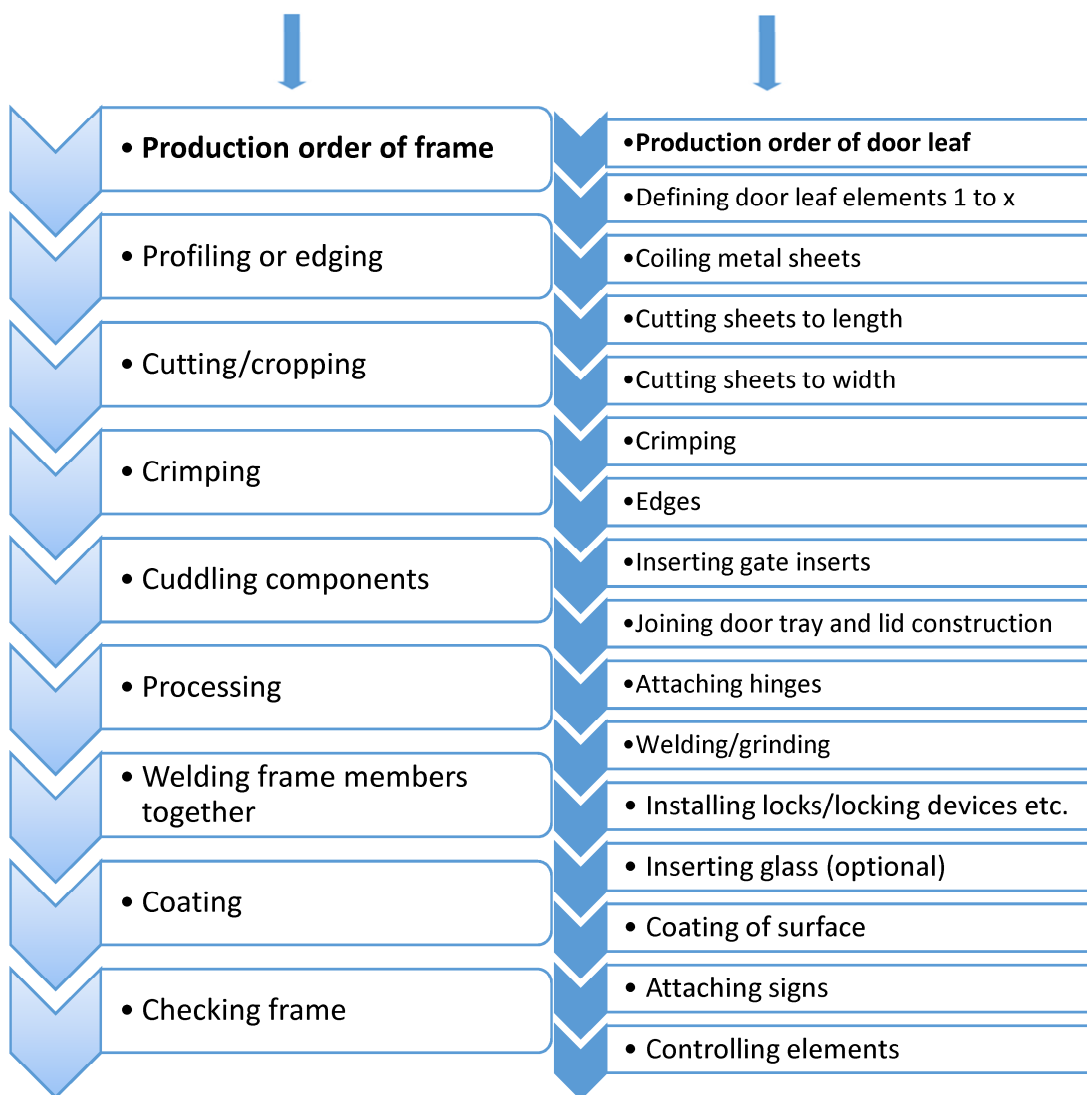 • Production order of frame
• Profiling or edging
• Cutting/cropping
• Crimping
• Cuddling components
• Processing
• Welding frame members
together
• Coating
• Checking frame
•Production order of door leaf
•Defining door leaf elements 1 to x
•Coiling metal sheets
•Cutting sheets to length
•Cutting sheets to width
•Crimping
•Edges
•Inserting gate inserts
•Joining door tray and lid construction
•Attaching hinges
•Welding/grinding
• Installing locks/locking devices etc.
• Inserting glass (optional)
• Coating of surface
• Attaching signs
• Controlling elements